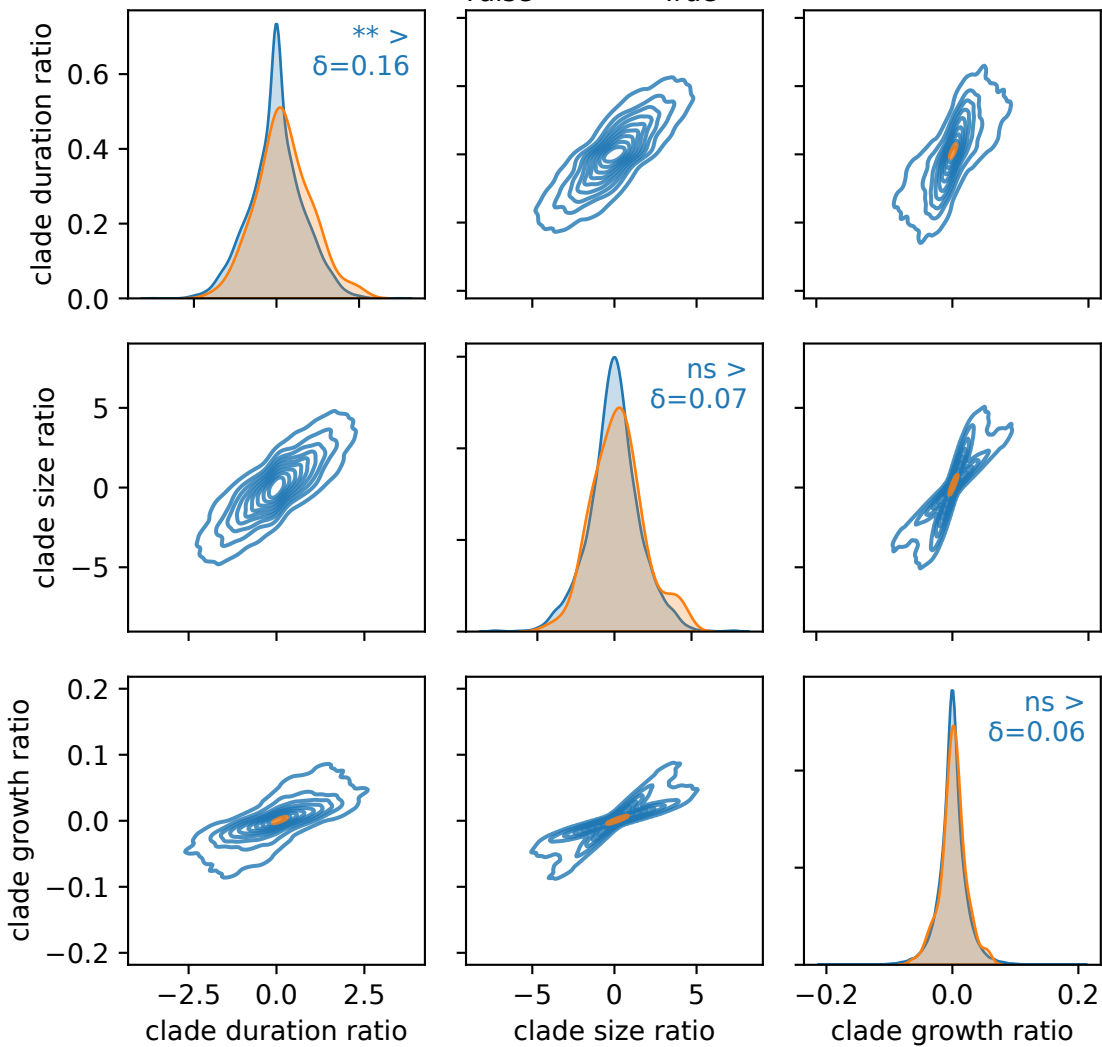 clade duration ratio
0.6
0.4
0.2
0.0
** >
δ=0.16
clade size ratio
5
0
−5
ns >
δ=0.07
clade growth ratio
0.2
0.1
0.0
−0.1
−0.2
ns >
δ=0.06
−2.5 0.0 2.5
clade duration ratio
−5 0 5
clade size ratio
−0.2 0.0 0.2
clade growth ratio